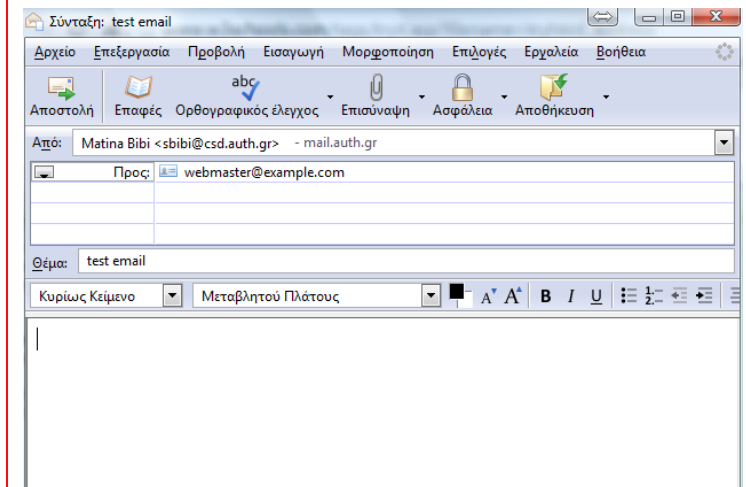 Σύνταξη: test email
Αρχείο Επεξεργασία Προβολή Εισαγωγή Μορφοποίηση Επιλογές Εργαλεία Βοήθεια
Αποστολή Επαφές Ορθογραφικός έλεγχος Επισύναψη Ασφάλεια Αποθήκευση
Από: Matina Bibi <sbibi@csd.auth.gr> - mail.auth.gr
Προς: webmaster@example.com
Θέμα: test email
Κυρίως Κείμενο Μεταβλητού Πλάτους A A B I U